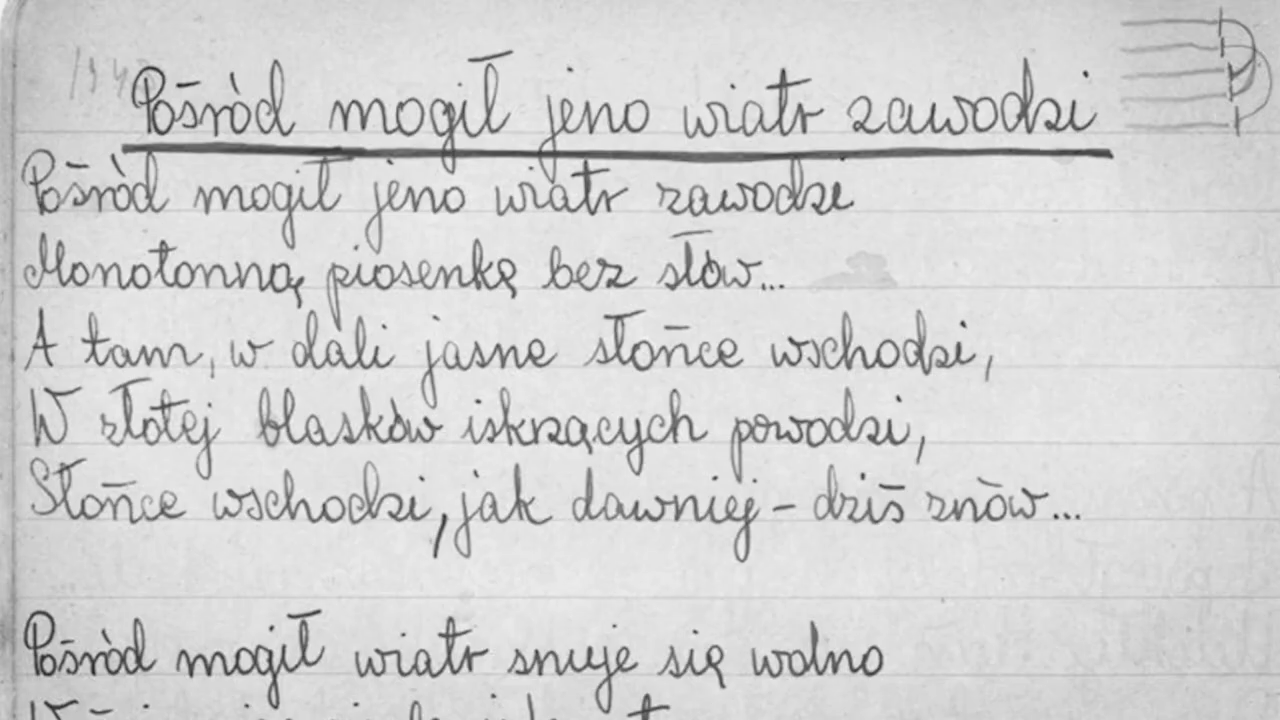 Pośród mogił jeno wiatr zawodzi
Pośród mogił jeno wiatr zawodzi
Monotonną piosenkę bez słów...
A tam, w dali jasne słońce wschodzi,
W złotej blasków iskrzących powodzi,
Słońce wschodzi, jak dawniej – dziś znów...
Pośród mogił wiatr snuje się wolno